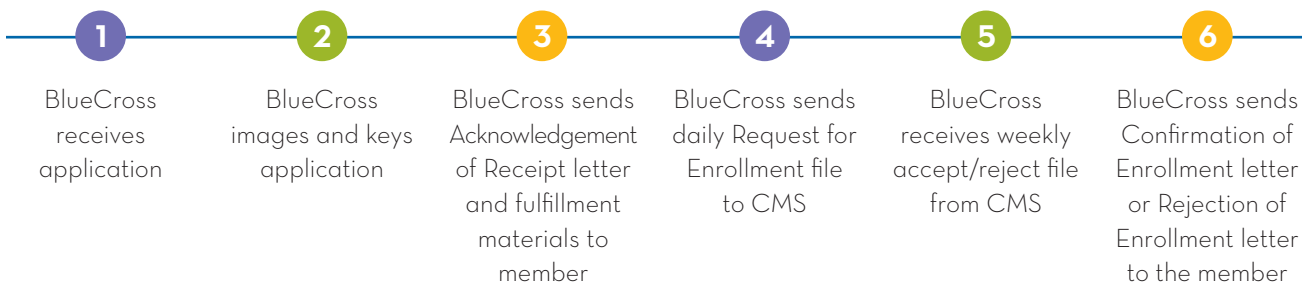 1
BlueCross
receives
application
2
BlueCross
images and keys
application
3
BlueCross sends
Acknowledgement
of Receipt letter
and fulfillment
materials to
member
4
BlueCross sends
daily Request for
Enrollment file
to CMS
5
BlueCross
receives weekly
accept/reject file
from CMS
6
BlueCross sends
Confirmation of
Enrollment letter
or Rejection of
Enrollment letter
to the member